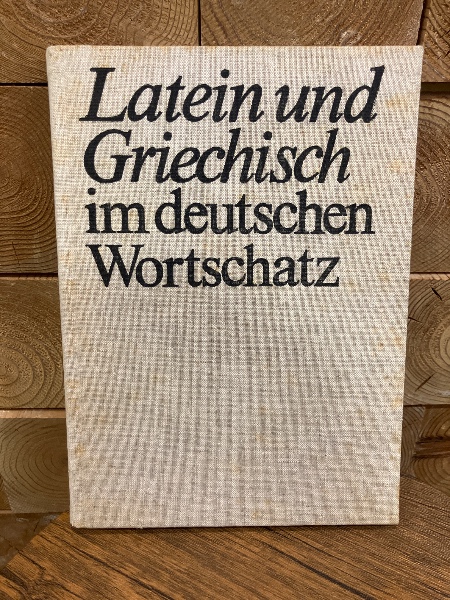 Latein und
Griechisch
im deutschen
Wortschatz